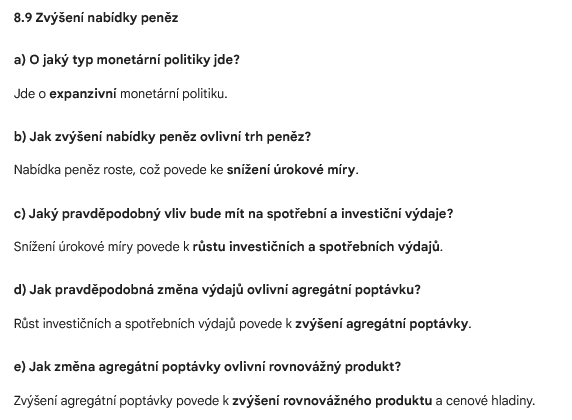 8.9 Zvýšení nabídky peněz
a) O jaký typ monetární politiky jde?
Jde o expanzivní monetární politiku.
b) Jak zvýšení nabídky peněz ovlivní trh peněz?
Nabídka peněz roste, což povede ke snížení úrokové míry.
c) Jaký pravděpodobný vliv bude mít na spotřební a investiční výdaje?
Snížení úrokové míry povede k růstu investičních a spotřebních výdajů.
d) Jak pravděpodobná změna výdajů ovlivní agregátní poptávku?
Růst investičních a spotřebních výdajů povede k zvýšení agregátní poptávky.
e) Jak změna agregátní poptávky ovlivní rovnovážný produkt?
Zvýšení agregátní poptávky povede k zvýšení rovnovážného produktu a cenové hladiny.